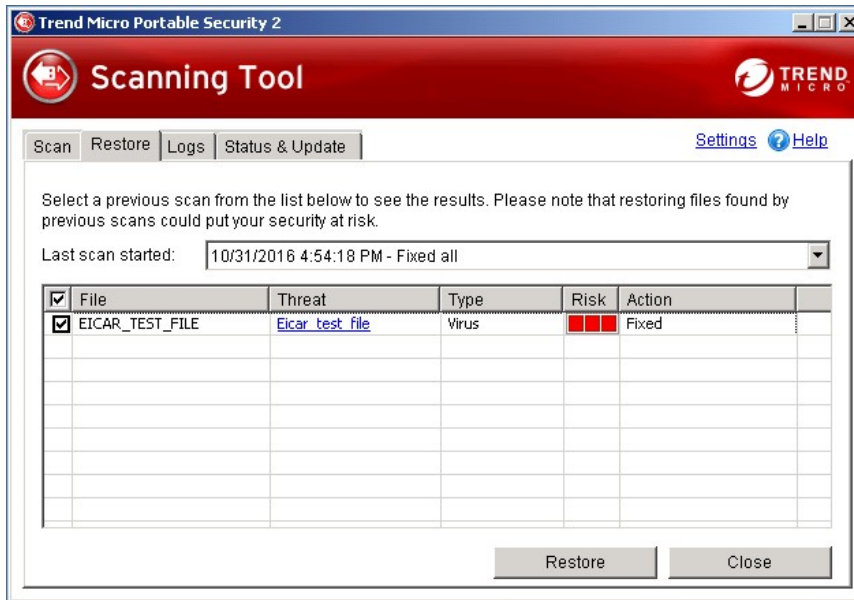 Trend Micro Portable Security 2
Scanning Tool
TREND
MICRO
Scan Restore Logs Status & Update Settings Help
Select a previous scan from the list below to see the results. Please note that restoring files found by
previous scans could put your security at risk.
Last scan started: 10/31/2016 4:54:18 PM - Fixed all
File Threat Type Risk Action
EICAR_TEST_FILE Eicar_test_file Virus Fixed
Restore Close